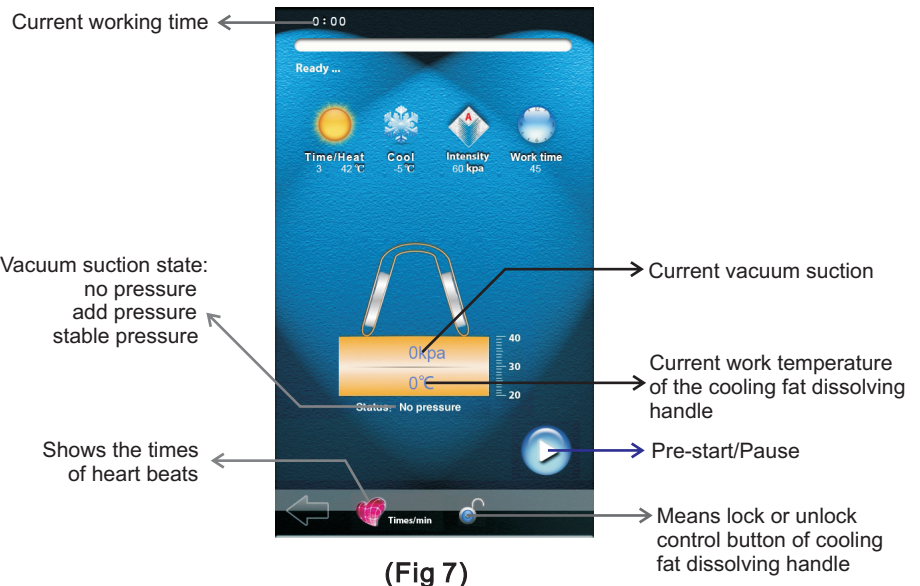 Current working time
0:00
Ready ...
A
Time/Heat Cool Intensity Work time
3 42℃ -5℃ 60 kpa 45
Vacuum suction state:
no pressure
add pressure
stable pressure
Current vacuum suction
0kpa
0℃
40
30
20
Status: No pressure
Current work temperature
of the cooling fat dissolving
handle
Shows the times
of heart beats
Pre-start/Pause
Times/min
Means lock or unlock
control button of cooling
fat dissolving handle
(Fig 7)